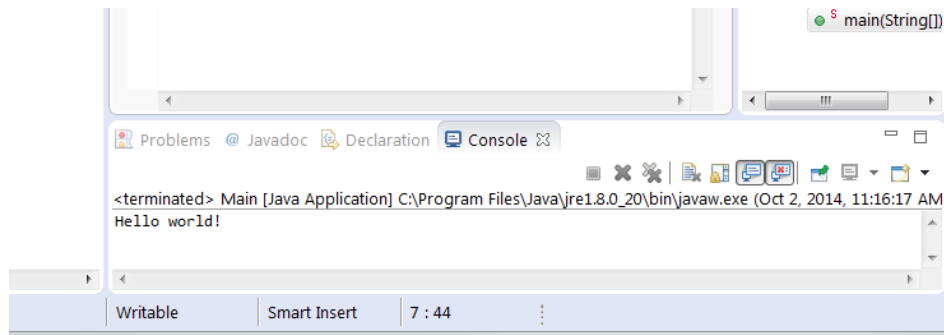 S main(String[])
Problems @ Javadoc Declaration Console
<terminated> Main [Java Application] C:\Program Files\Java\jre1.8.0_20\bin\javaw.exe (Oct 2, 2014, 11:16:17 AM
Hello world!
Writable Smart Insert 7 : 44